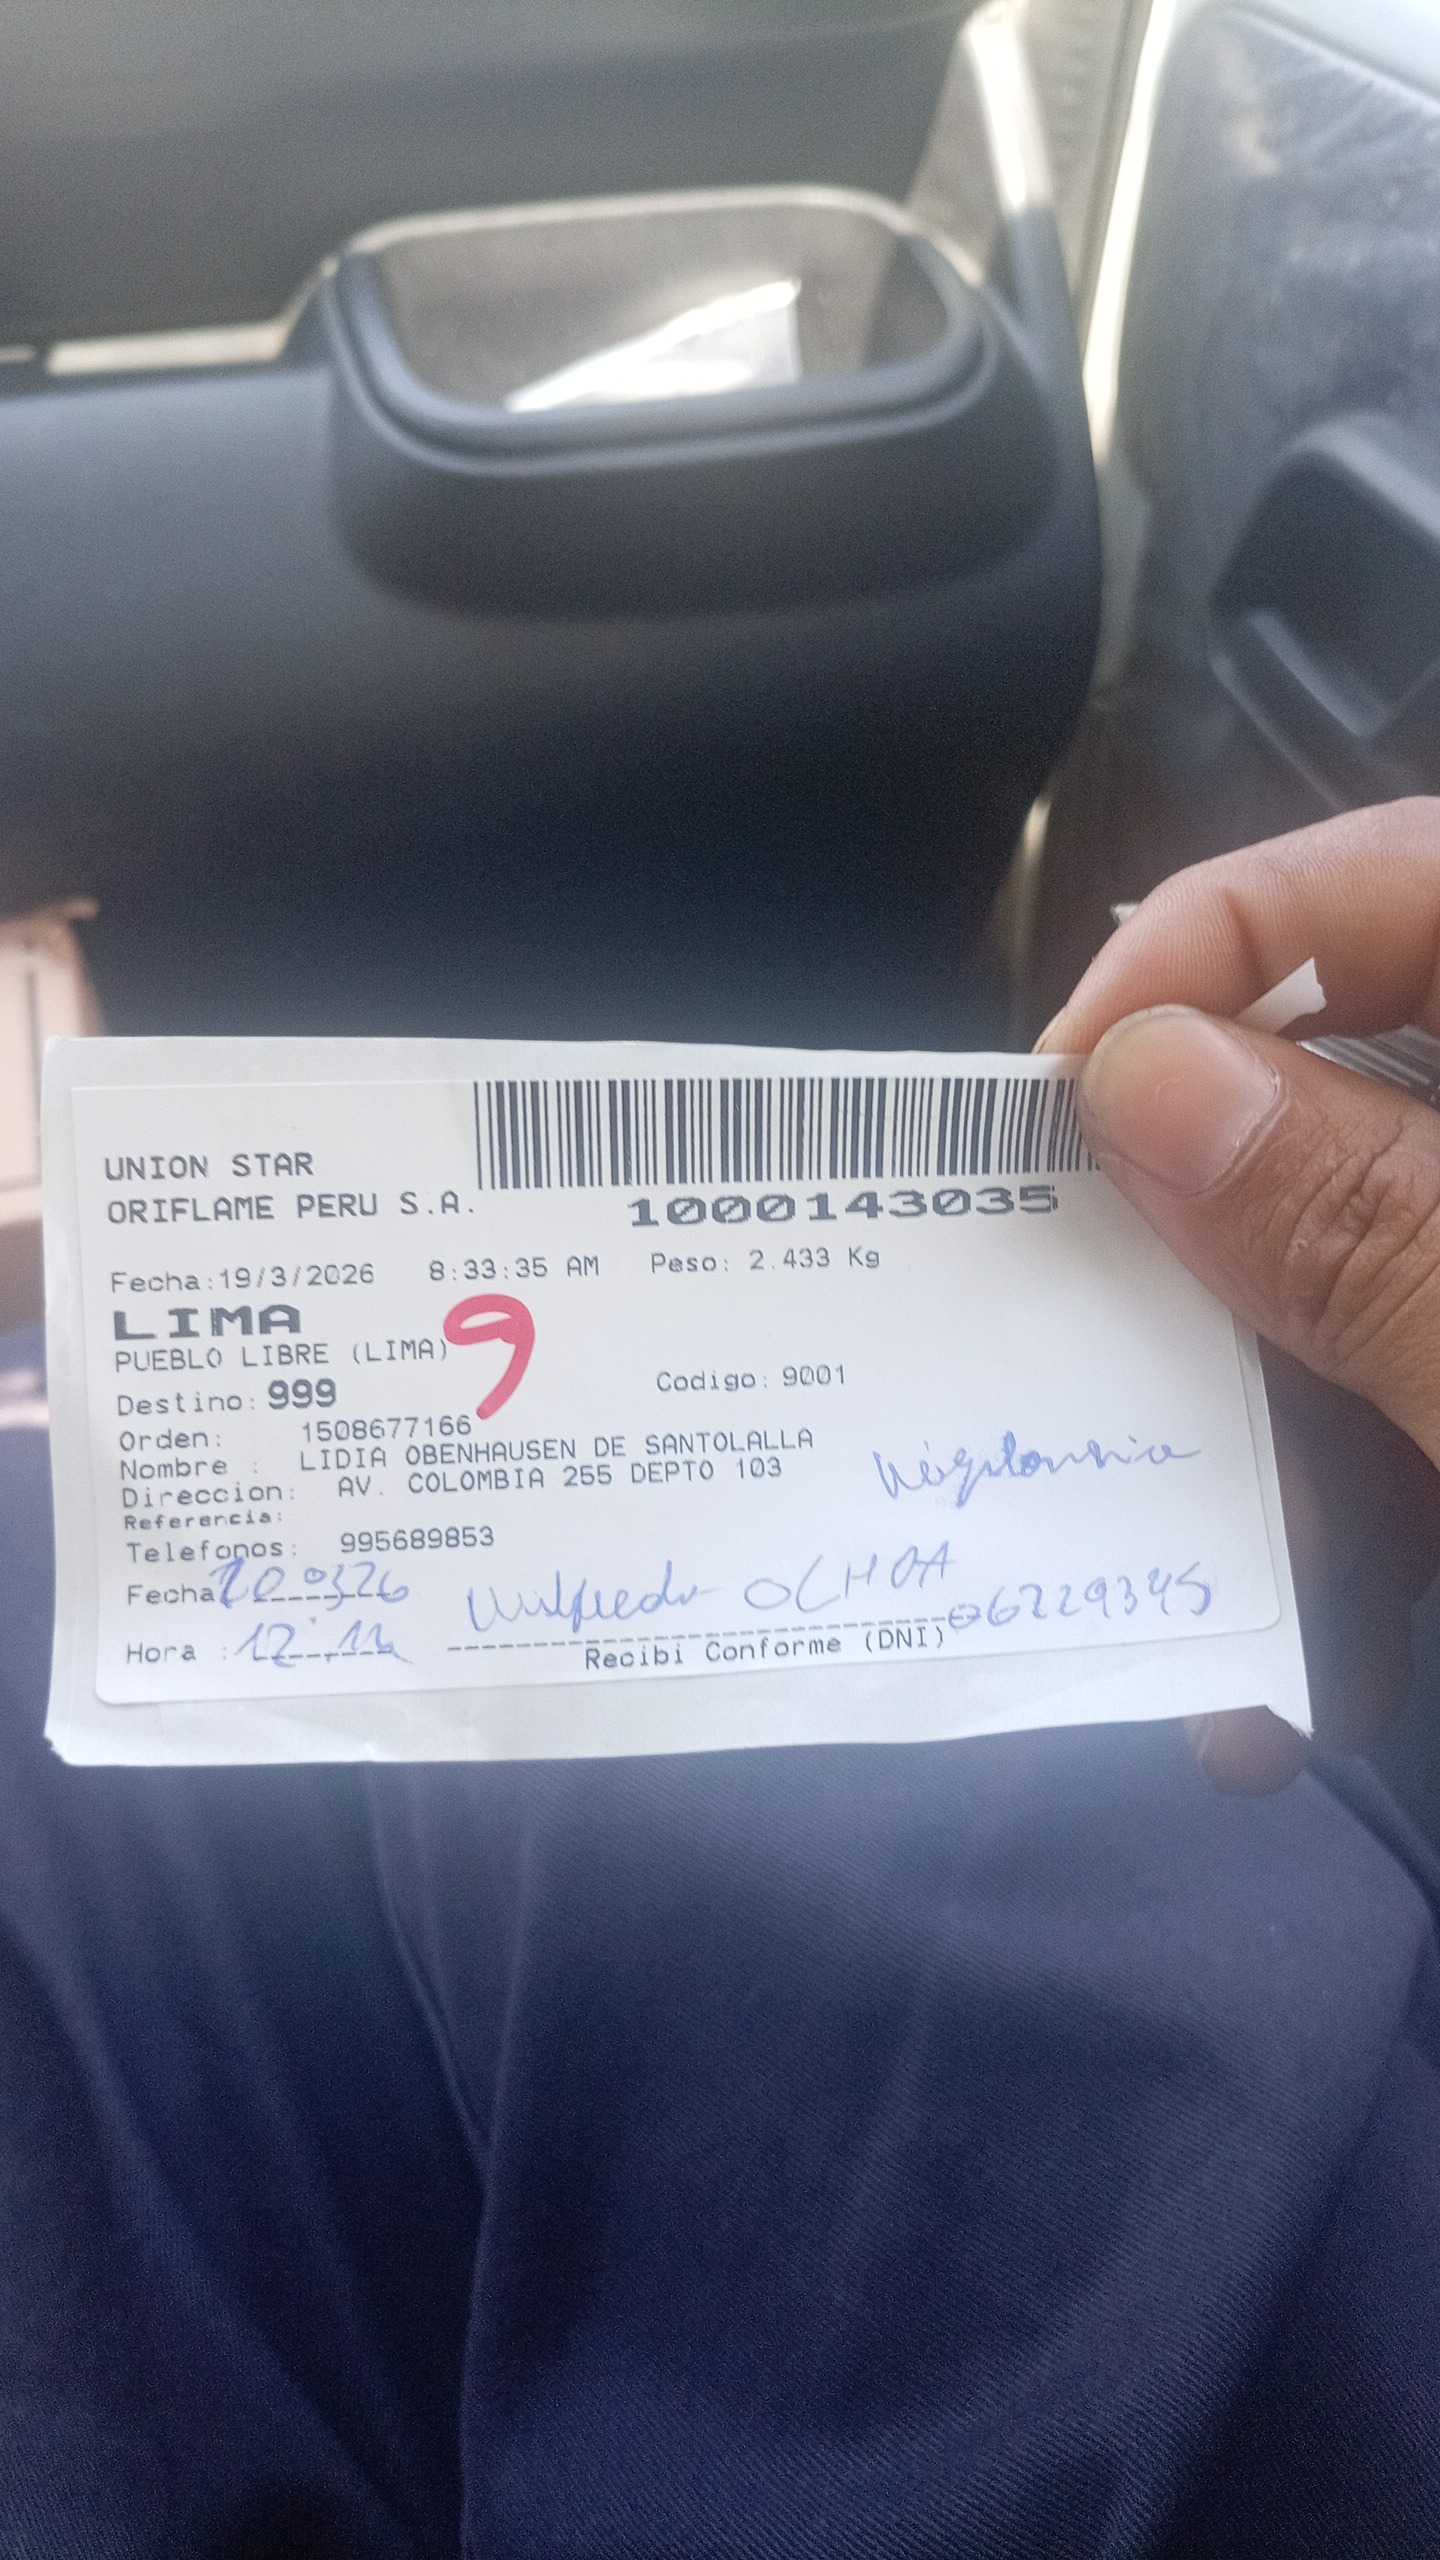 UNION STAR
ORIFLAME PERU S.A.
1000143035
Fecha:19/3/2026 8:33:35 AM Peso: 2.433 Kg
LIMA
9
PUEBLO LIBRE (LIMA)
Destino: 999 Codigo: 9001
Orden: 1508677166
Nombre : LIDIA OBENHAUSEN DE SANTOLALLA
Direccion: AV. COLOMBIA 255 DEPTO 103
Referencia:
Telefonos: 995689853
Fecha 20 03 26
Wilfredo OCHOA 06229345
Hora : 12:
Recibi Conforme (DNI)